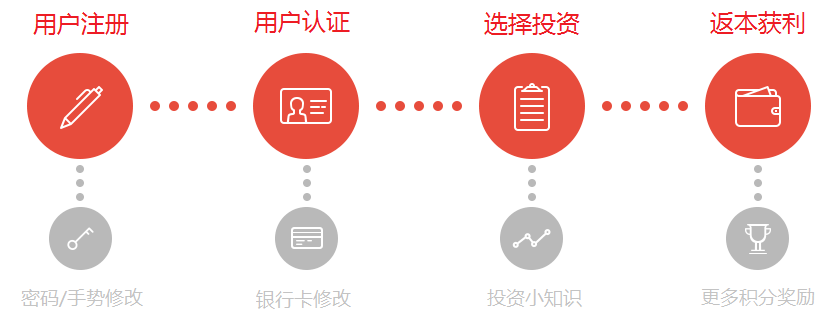 用户注册
用户认证
选择投资
返本获利
密码/手势修改
银行卡修改
投资小知识
更多积分奖励